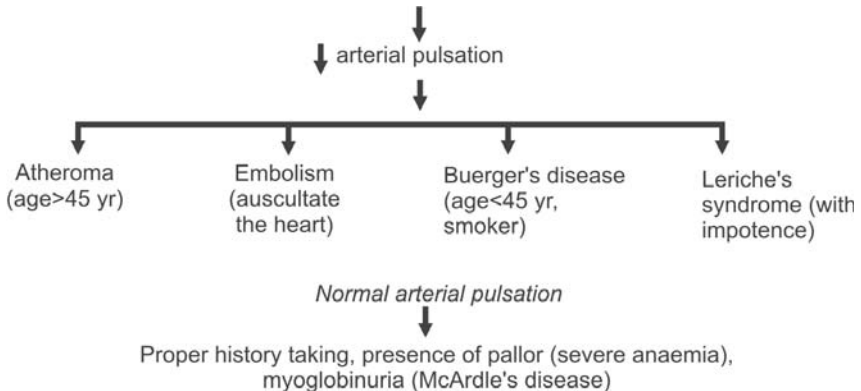 arterial pulsation
Atheroma
(age>45 yr)
Embolism
(auscultate
the heart)
Buerger's disease
(age<45 yr,
smoker)
Leriche's
syndrome (with
impotence)
Normal arterial pulsation
Proper history taking, presence of pallor (severe anaemia),
myoglobinuria (McArdle's disease)